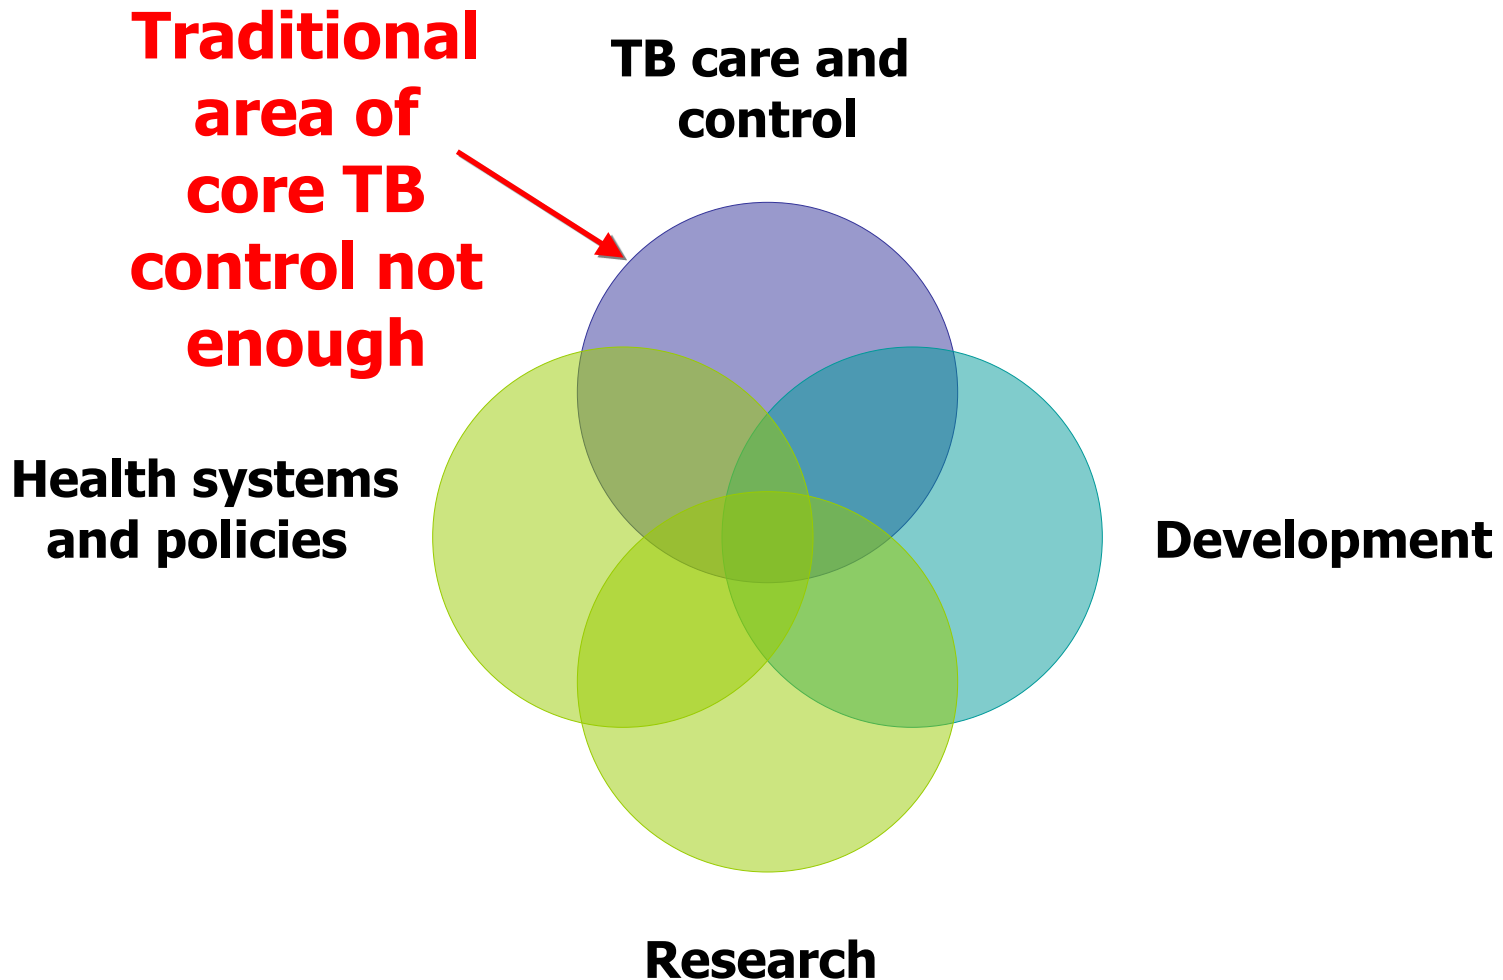 Traditional
area of
core TB
control not
enough
TB care and
control
Health systems
and policies
Development
Research